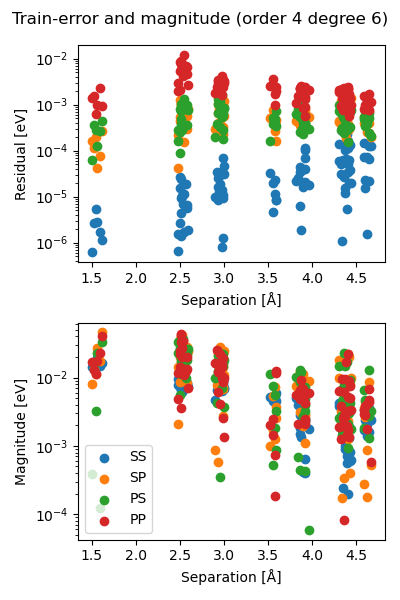 Train-error and magnitude (order 4 degree 6)
Residual [eV]
10⁻²
10⁻³
10⁻⁴
10⁻⁵
10⁻⁶
1.5 2.0 2.5 3.0 3.5 4.0 4.5
Separation [Å]
Magnitude [eV]
10⁻²
10⁻³
10⁻⁴
SS
SP
PS
PP
1.5 2.0 2.5 3.0 3.5 4.0 4.5
Separation [Å]